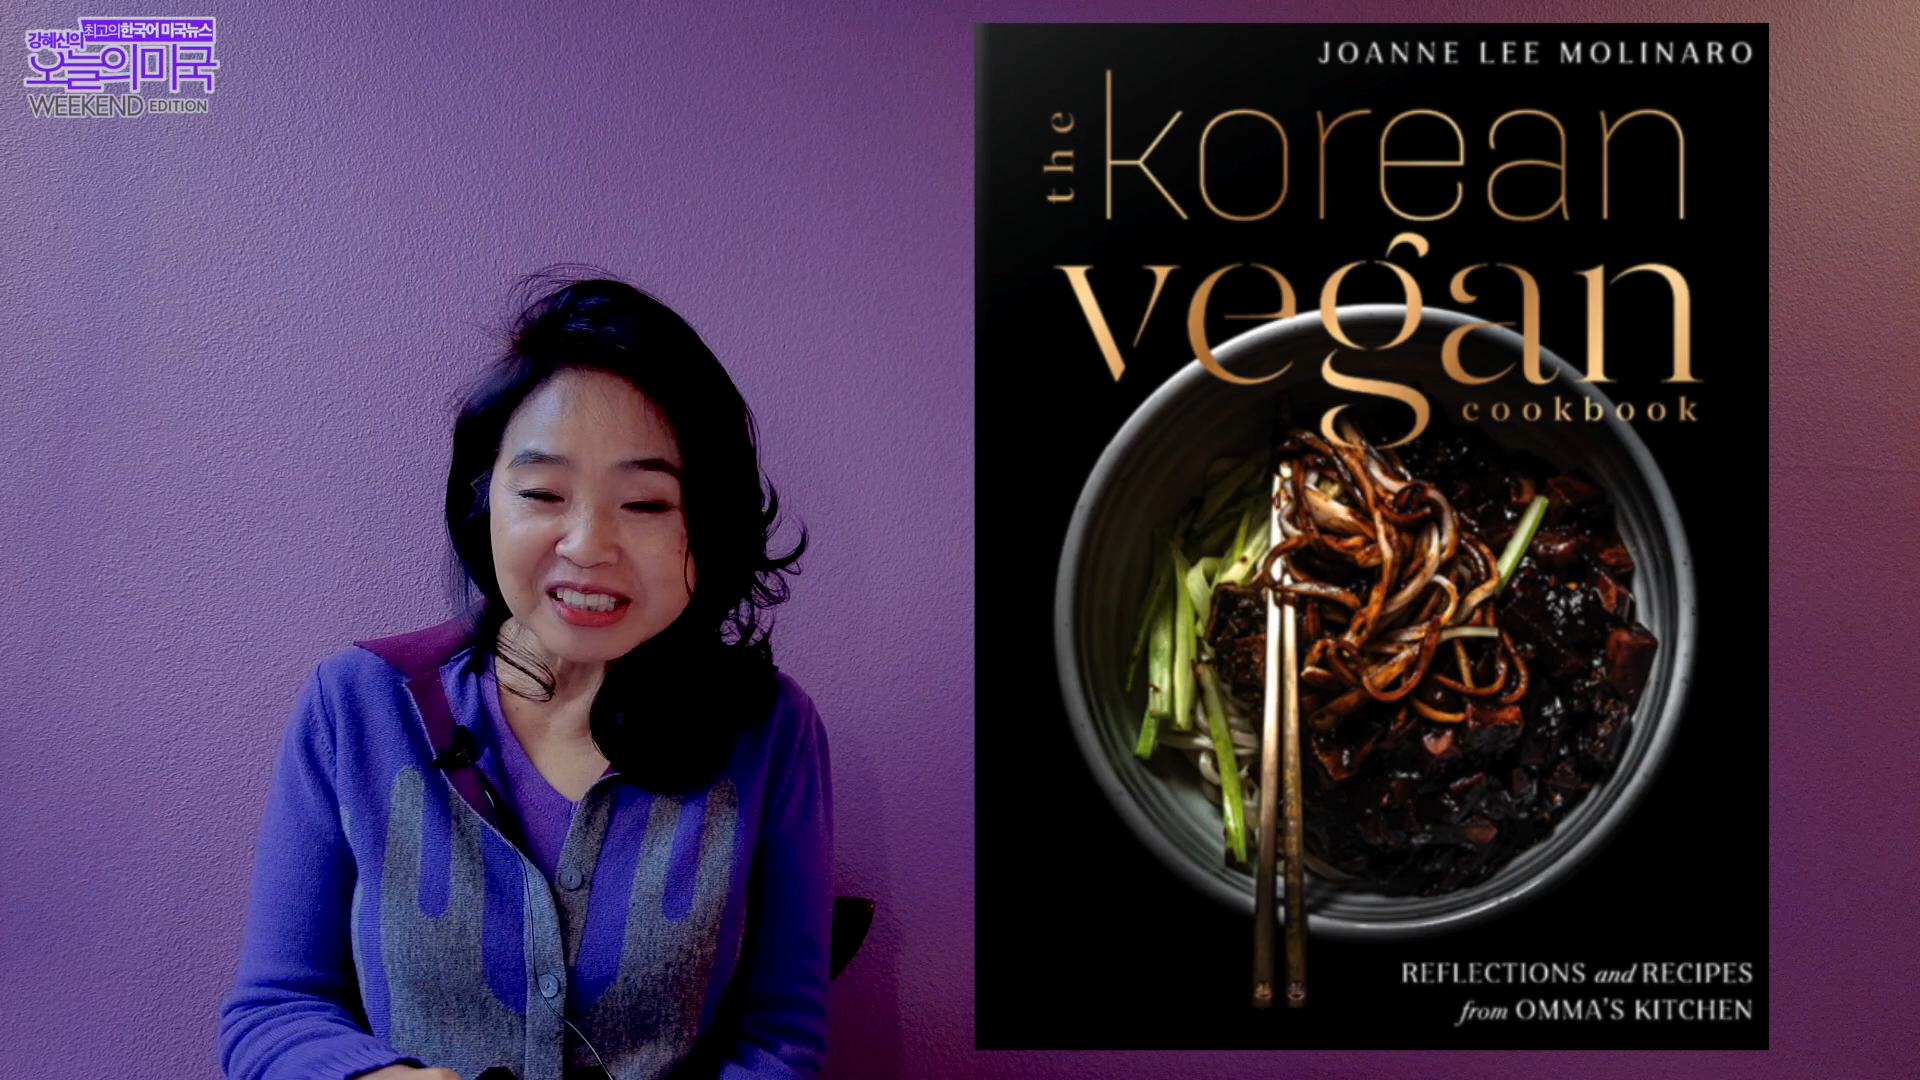 최고의 한국어 미국뉴스
강혜신의
오늘의 미국
WEEKEND EDITION
JOANNE LEE MOLINARO
the
korean
vegan
cookbook
REFLECTIONS and RECIPES
from OMMA'S KITCHEN